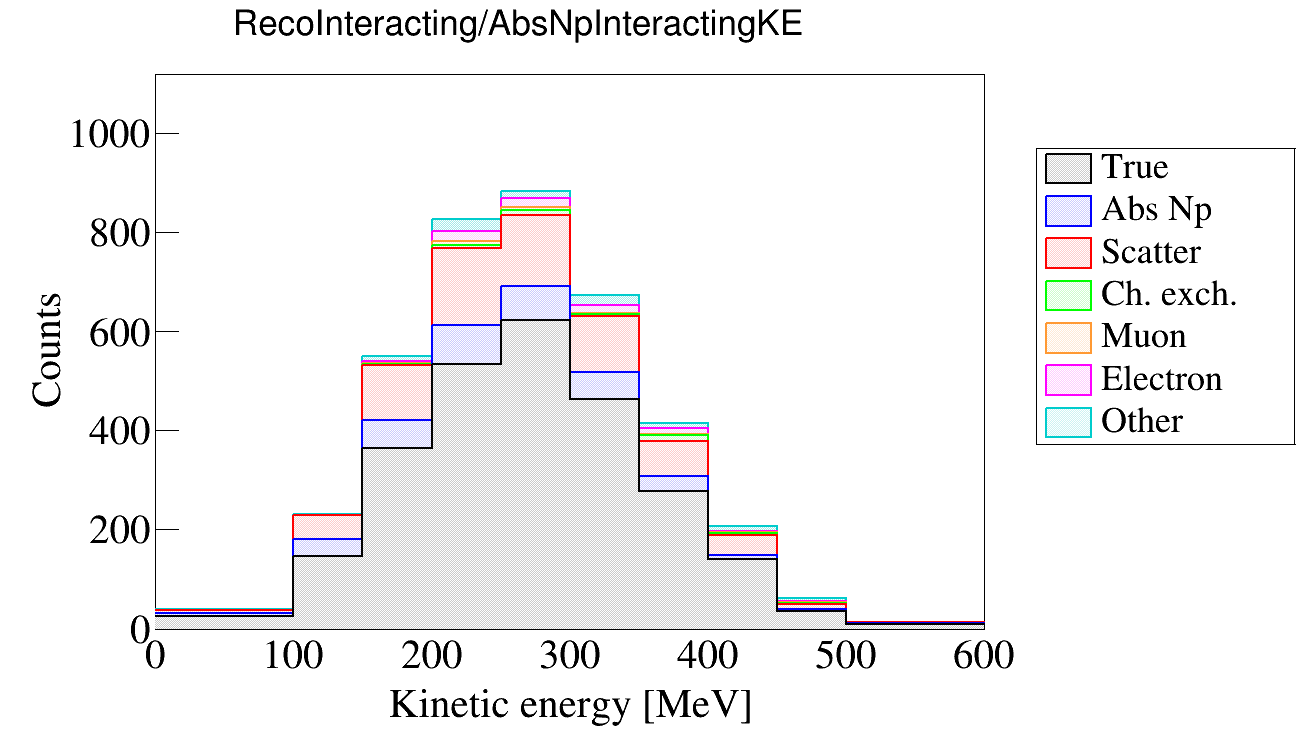 RecoInteracting/AbsNpInteractingKE
1000
800
600
400
200
0
Counts
0 100 200 300 400 500 600
Kinetic energy [MeV]
True
Abs Np
Scatter
Ch. exch.
Muon
Electron
Other